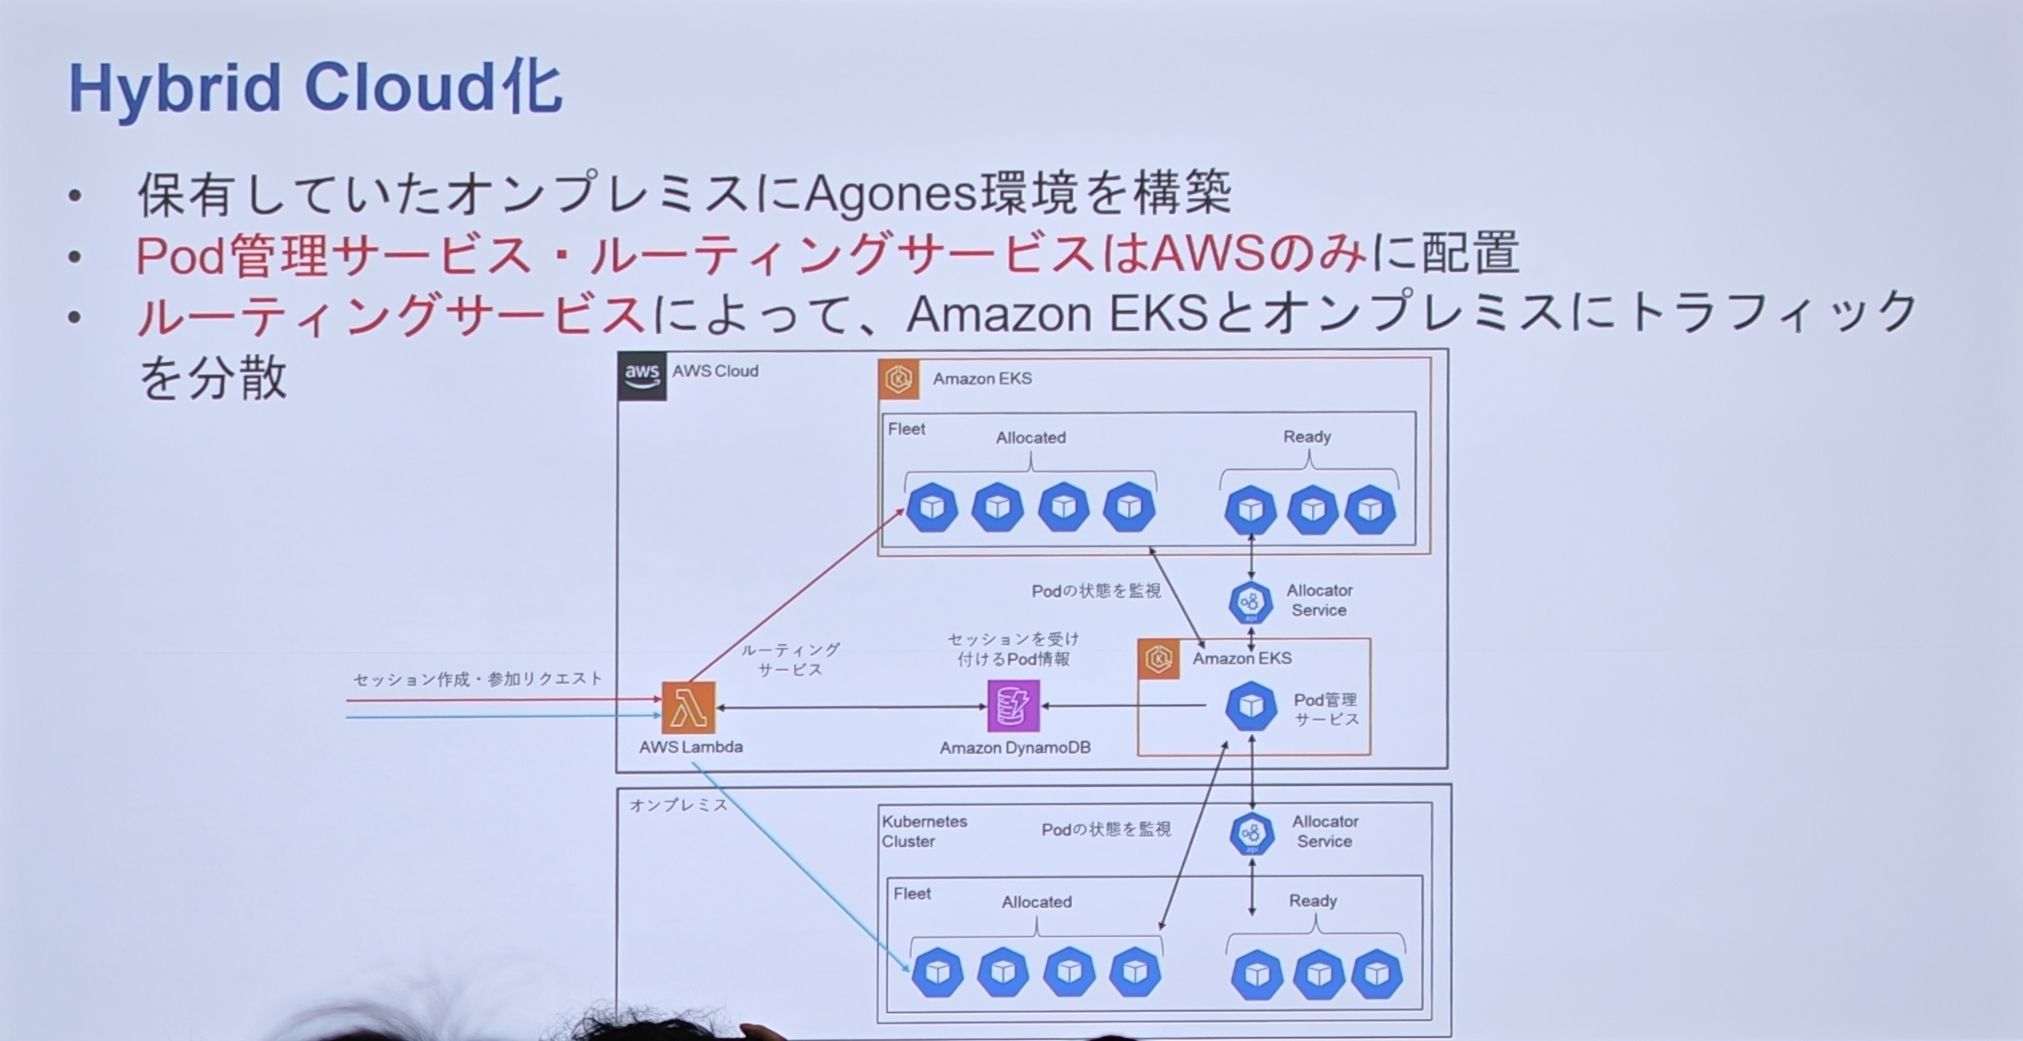 Hybrid Cloud化
• 保有していたオンプレミスにAgones環境を構築
• Pod管理サービス・ルーティングサービスはAWSのみに配置
• ルーティングサービスによって、Amazon EKSとオンプレミスにトラフィック
を分散
aws
AWS Cloud
Amazon EKS
Fleet
Allocated
Ready
Podの状態を監視
Allocator
Service
api
セッション作成・参加リクエスト
ルーティング
サービス
セッションを受け
付けるPod情報
Amazon EKS
Pod管理
サービス
AWS Lambda
Amazon DynamoDB
オンプレミス
Kubernetes
Cluster
Podの状態を監視
Allocator
Service
api
Fleet
Allocated
Ready